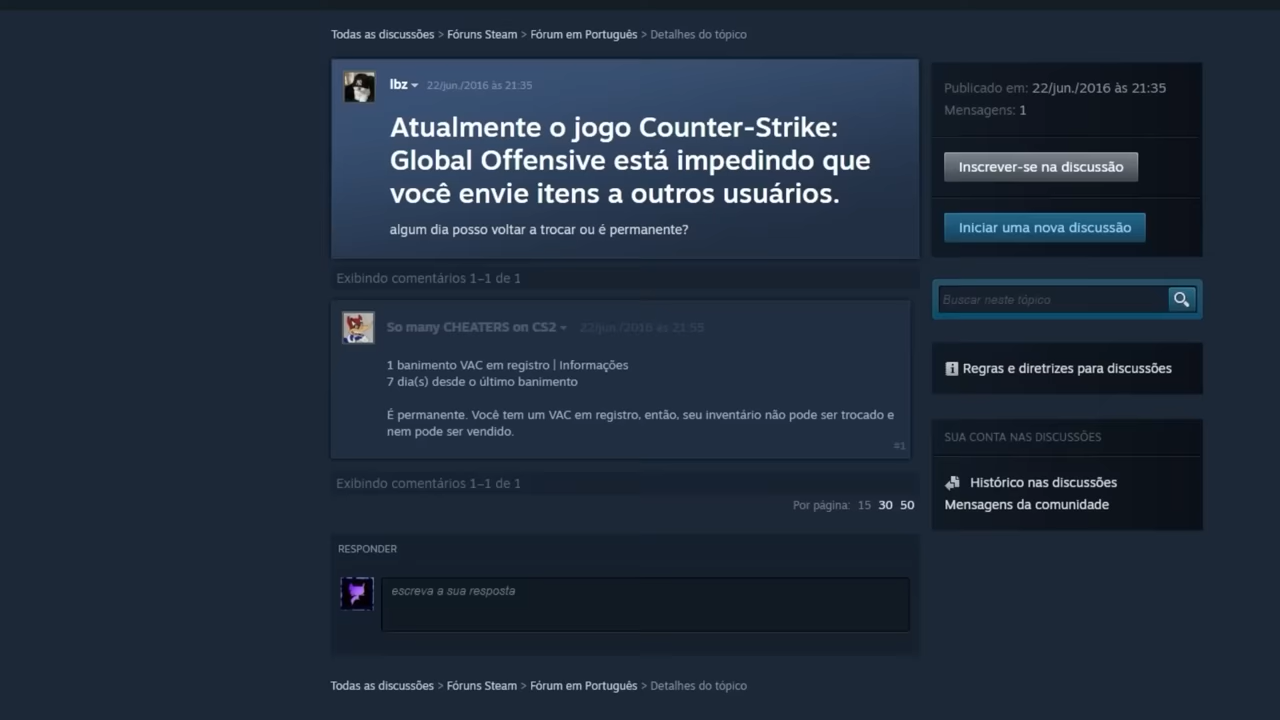 Todas as discussões > Fóruns Steam > Fórum em Português > Detalhes do tópico
lbz 22/jun./2016 às 21:35
Atualmente o jogo Counter-Strike:
Global Offensive está impedindo que
você envie itens a outros usuários.
algum dia posso voltar a trocar ou é permanente?
Exibindo comentários 1–1 de 1
So many CHEATERS on CS2 22/jun./2016 às 21:55
1 banimento VAC em registro | Informações
7 dia(s) desde o último banimento
É permanente. Você tem um VAC em registro, então, seu inventário não pode ser trocado e
nem pode ser vendido.
#1
Exibindo comentários 1–1 de 1
Por página: 15 30 50
RESPONDER
escreva a sua resposta
Todas as discussões > Fóruns Steam > Fórum em Português > Detalhes do tópico
Publicado em: 22/jun./2016 às 21:35
Mensagens: 1
Inscrever-se na discussão
Iniciar uma nova discussão
Buscar neste tópico
Regras e diretrizes para discussões
SUA CONTA NAS DISCUSSÕES
Histórico nas discussões
Mensagens da comunidade